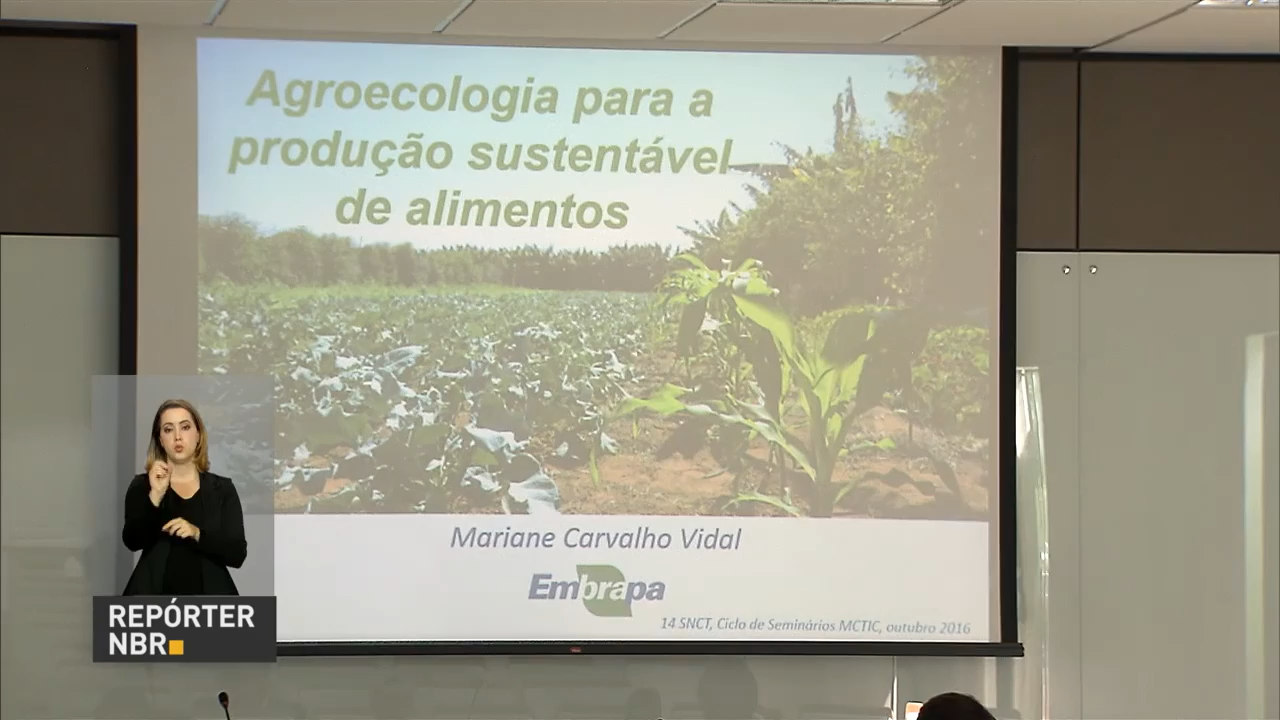 Agroecologia para a
produção sustentável
de alimentos
Mariane Carvalho Vidal
Embrapa
14 SNCT, Ciclo de Seminários MCTIC, outubro 2016
REPÓRTER
NBR